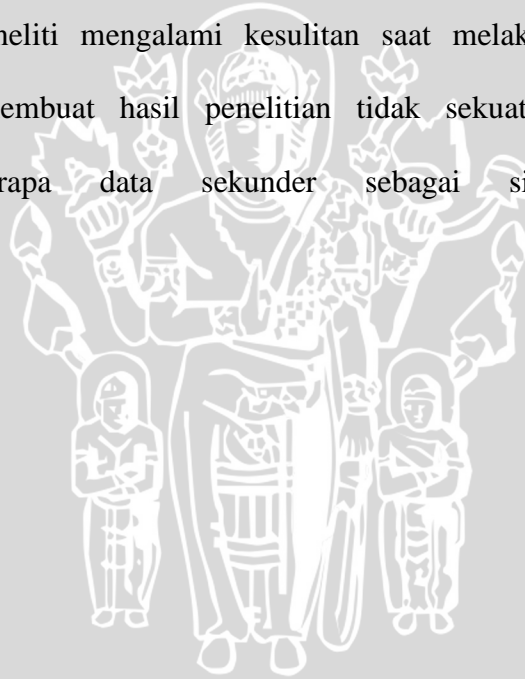 neliti mengalami kesulitan saat melak
embuat hasil penelitian tidak sekuat
rapa data sekunder sebagai si